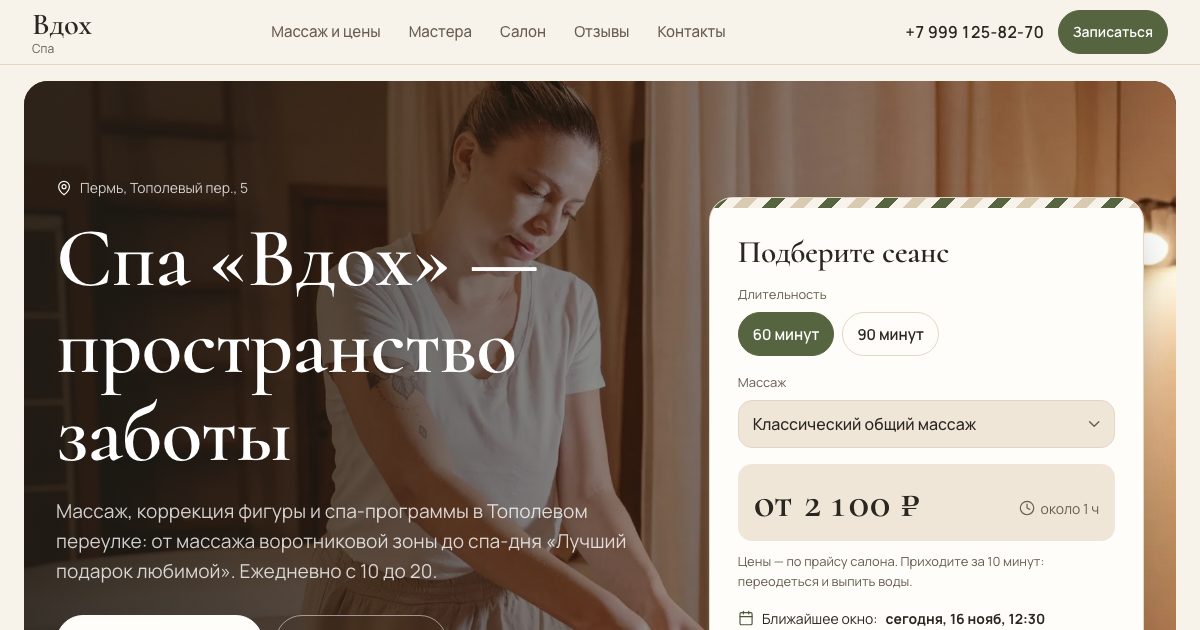 Вдох
Спа
Массаж и цены
Мастера
Салон
Отзывы
Контакты
+7 999 125-82-70
Записаться
Пермь, Тополевый пер., 5
Спа «Вдох» —
пространство
заботы
Массаж, коррекция фигуры и спа-программы в Тополевом
переулке: от массажа воротниковой зоны до спа-дня «Лучший
подарок любимой». Ежедневно с 10 до 20.
Подберите сеанс
Длительность
60 минут
90 минут
Массаж
Классический общий массаж
от 2 100 ₽
около 1 ч
Цены — по прайсу салона. Приходите за 10 минут:
переодеться и выпить воды.
Ближайшее окно: сегодня, 16 нояб, 12:30